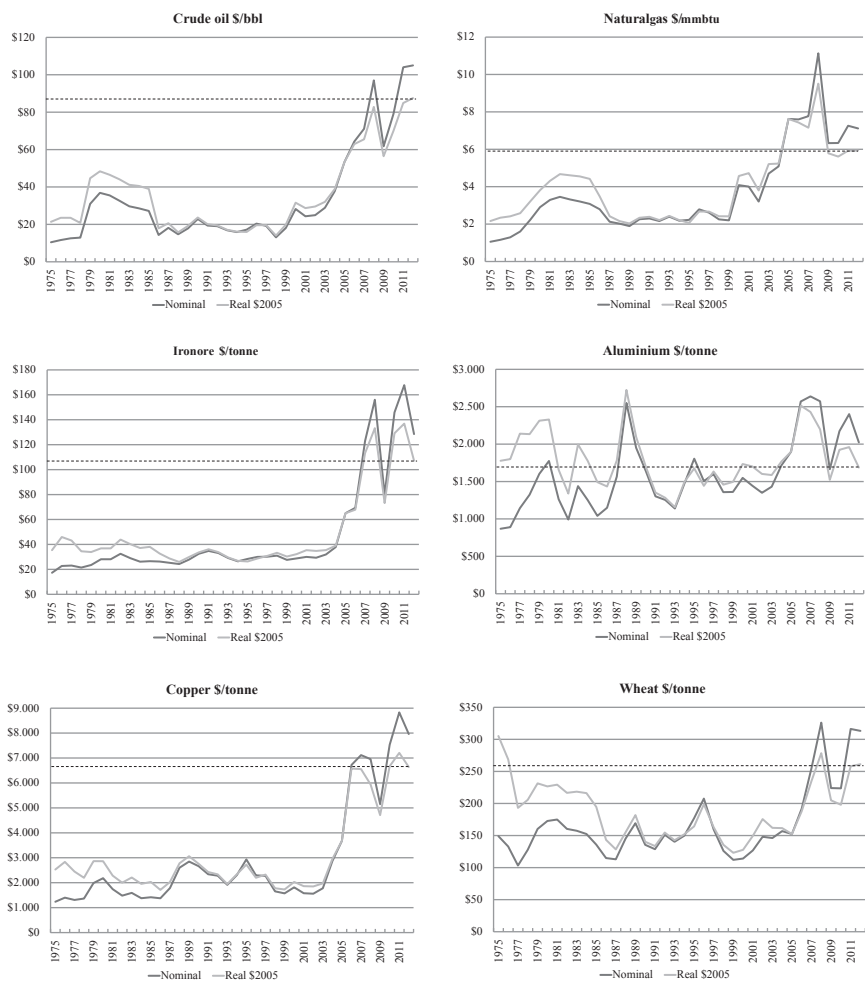 Crude oil $/bbl
$120
$100
$80
$60
$40
$20
$0
1975 1977 1979 1981 1983 1985 1987 1989 1991 1993 1995 1997 1999 2001 2003 2005 2007 2009 2011
Nominal Real $2005
Naturalgas $/mmbtu
$12
$10
$8
$6
$4
$2
$0
1975 1977 1979 1981 1983 1985 1987 1989 1991 1993 1995 1997 1999 2001 2003 2005 2007 2009 2011
Nominal Real $2005
Ironore $/tonne
$180
$160
$140
$120
$100
$80
$60
$40
$20
$0
1975 1977 1979 1981 1983 1985 1987 1989 1991 1993 1995 1997 1999 2001 2003 2005 2007 2009 2011
Nominal Real $2005
Aluminium $/tonne
$3.000
$2.500
$2.000
$1.500
$1.000
$500
$0
1975 1977 1979 1981 1983 1985 1987 1989 1991 1993 1995 1997 1999 2001 2003 2005 2007 2009 2011
Nominal Real $2005
Copper $/tonne
$9.000
$8.000
$7.000
$6.000
$5.000
$4.000
$3.000
$2.000
$1.000
$0
1975 1977 1979 1981 1983 1985 1987 1989 1991 1993 1995 1997 1999 2001 2003 2005 2007 2009 2011
Nominal Real $2005
Wheat $/tonne
$350
$300
$250
$200
$150
$100
$50
$0
1975 1977 1979 1981 1983 1985 1987 1989 1991 1993 1995 1997 1999 2001 2003 2005 2007 2009 2011
Nominal Real $2005